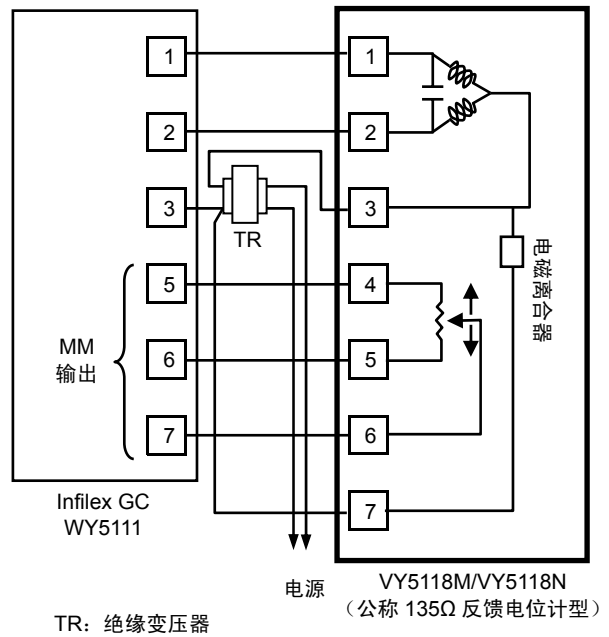 1
1
2
2
3
3
TR
电磁离合器
5
4
MM
输出
6
5
7
6
7
Infilex GC
WY5111
电源
VY5118M/VY5118N
（公称 135Ω 反馈电位计型）
TR：绝缘变压器